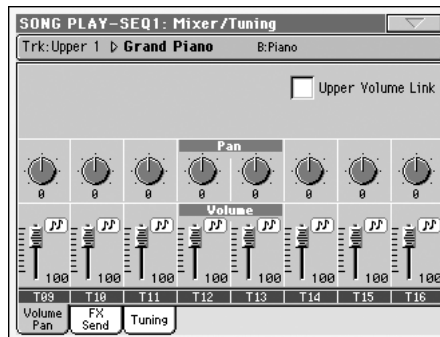 SONG PLAY-SEQ1: Mixer/Tuning
Trk:Upper 1 ▷ Grand Piano B:Piano
Upper Volume Link
Pan
0 0 0 0 0 0 0 0
Volume
100 100 100 100 100 100 100 100
T09 T10 T11 T12 T13 T14 T15 T16
Volume Pan FX Send Tuning